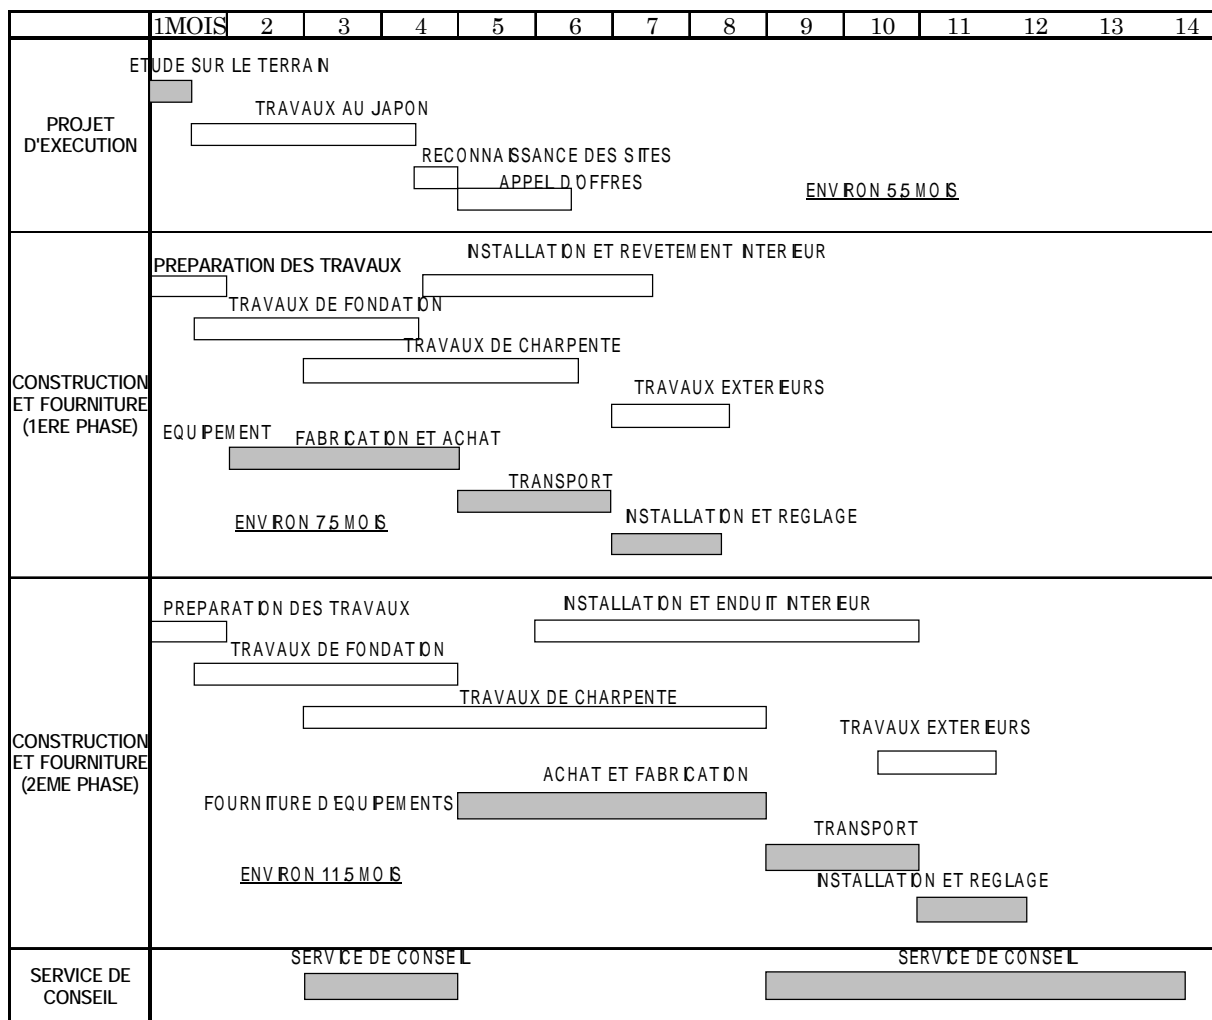 1MOIS 2 3 4 5 6 7 8 9 10 11 12 13 14
PROJET
D'EXECUTION
ETUDE SUR LE TERRAIN
TRAVAUX AU JAPON
RECONNAISSANCE DES SITES
APPEL D'OFFRES
ENVIRON 5.5 MOIS
CONSTRUCTION
ET FOURNITURE
(1ERE PHASE)
INSTALLATION ET REVETEMENT INTERIEUR
PREPARATION DES TRAVAUX
TRAVAUX DE FONDATION
TRAVAUX DE CHARPENTE
TRAVAUX EXTERIEURS
EQUIPEMENT
FABRICATION ET ACHAT
TRANSPORT
INSTALLATION ET REGLAGE
ENVIRON 7.5 MOIS
CONSTRUCTION
ET FOURNITURE
(2EME PHASE)
INSTALLATION ET ENDUIT INTERIEUR
PREPARATION DES TRAVAUX
TRAVAUX DE FONDATION
TRAVAUX DE CHARPENTE
TRAVAUX EXTERIEURS
ACHAT ET FABRICATION
FOURNITURE D'EQUIPEMENTS
TRANSPORT
INSTALLATION ET REGLAGE
ENVIRON 11.5 MOIS
SERVICE DE
CONSEIL
SERVICE DE CONSEIL
SERVICE DE CONSEIL